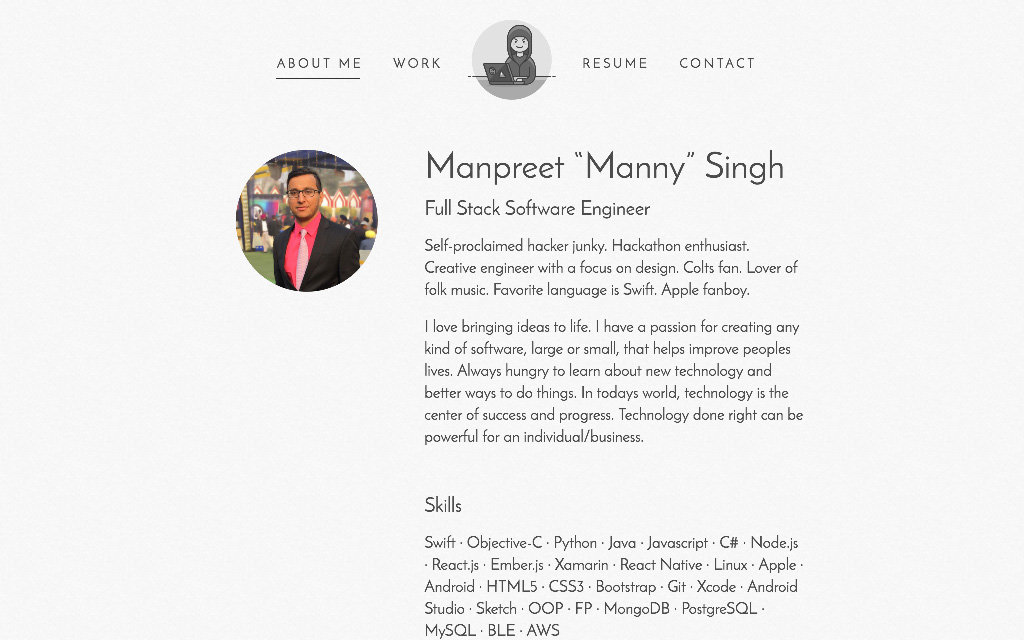 ABOUT ME
WORK
RESUME
CONTACT
Manpreet “Manny” Singh
Full Stack Software Engineer
Self-proclaimed hacker junky. Hackathon enthusiast.
Creative engineer with a focus on design. Colts fan. Lover of
folk music. Favorite language is Swift. Apple fanboy.
I love bringing ideas to life. I have a passion for creating any
kind of software, large or small, that helps improve peoples
lives. Always hungry to learn about new technology and
better ways to do things. In todays world, technology is the
center of success and progress. Technology done right can be
powerful for an individual/business.
Skills
Swift · Objective-C · Python · Java · Javascript · C# · Node.js
· React.js · Ember.js · Xamarin · React Native · Linux · Apple ·
Android · HTML5 · CSS3 · Bootstrap · Git · Xcode · Android
Studio · Sketch · OOP · FP · MongoDB · PostgreSQL ·
MySQL · BLE · AWS